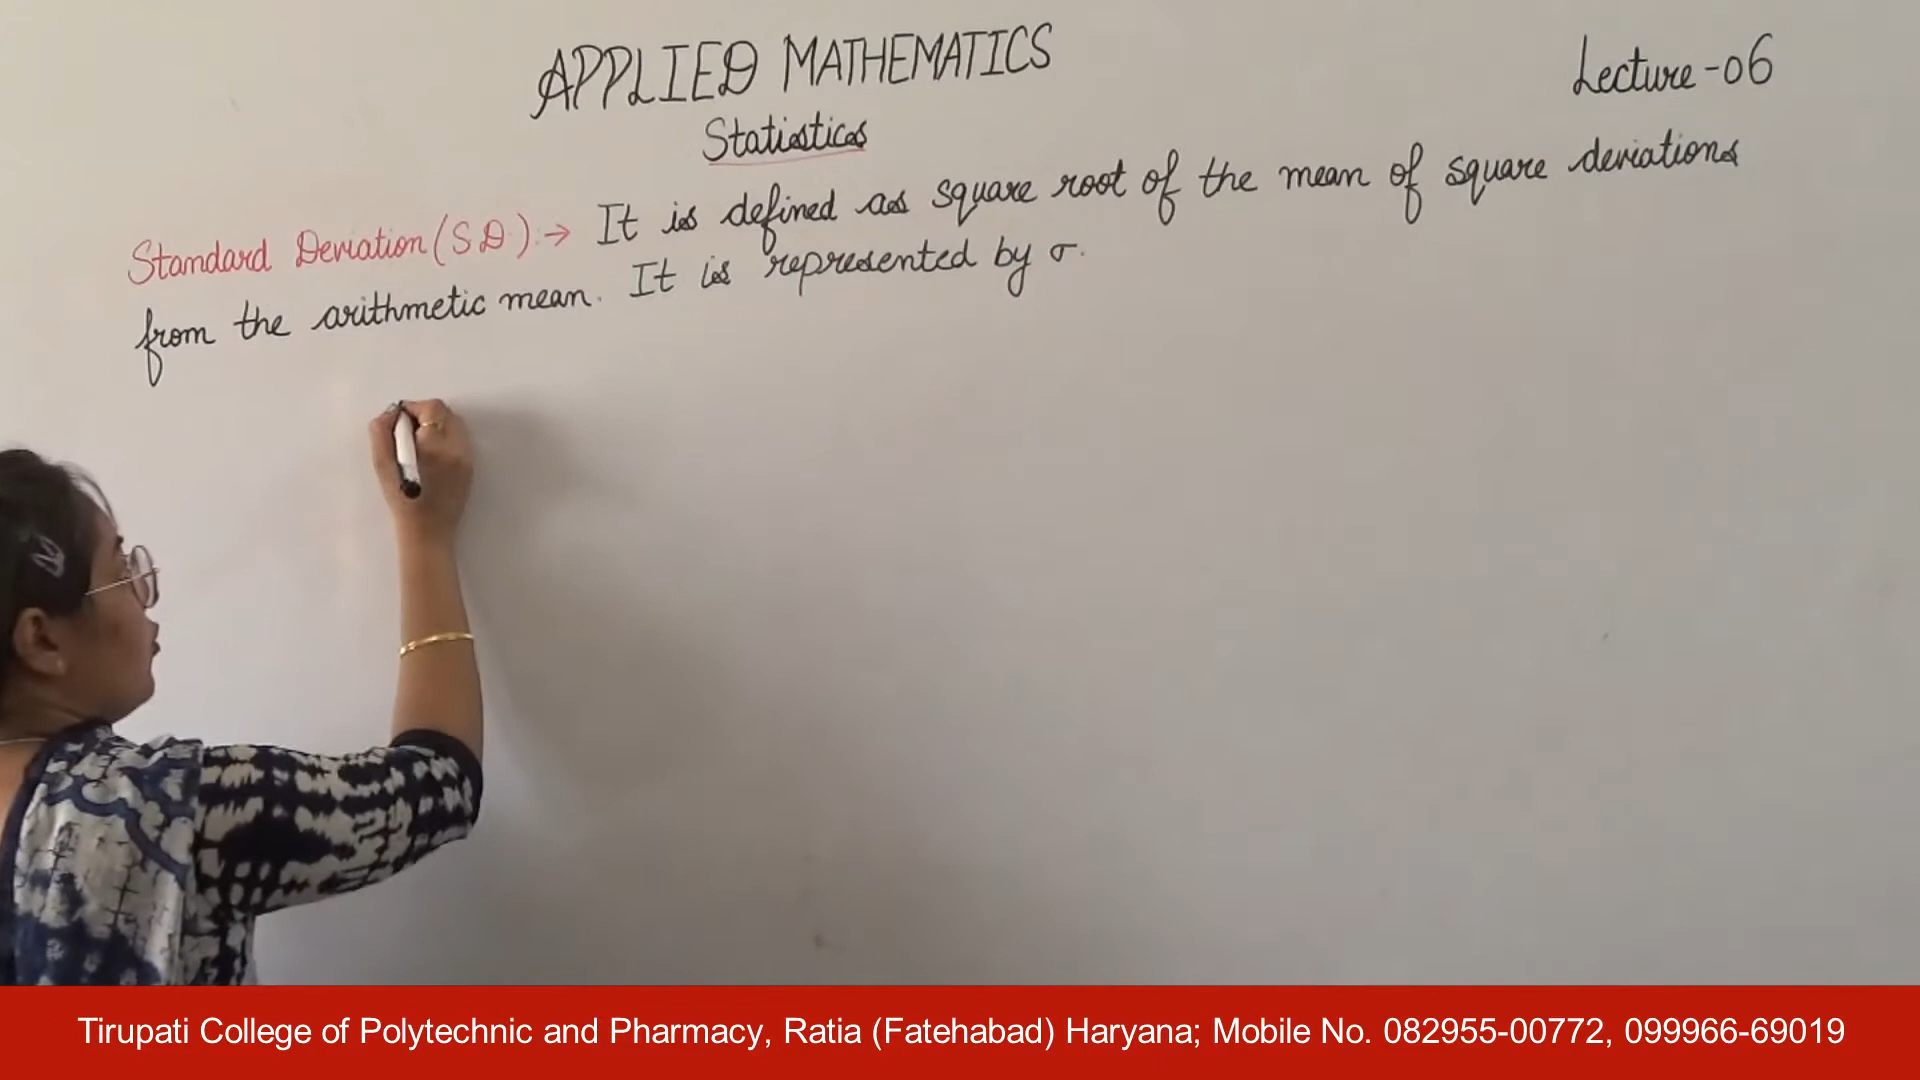 APPLIED MATHEMATICS
Lecture-06
Statistics
Standard Deviation (SD) :→ It is defined as square root of the mean of square deviations
from the arithmetic mean. It is represented by σ.
Tirupati College of Polytechnic and Pharmacy, Ratia (Fatehabad) Haryana; Mobile No. 082955-00772, 099966-69019